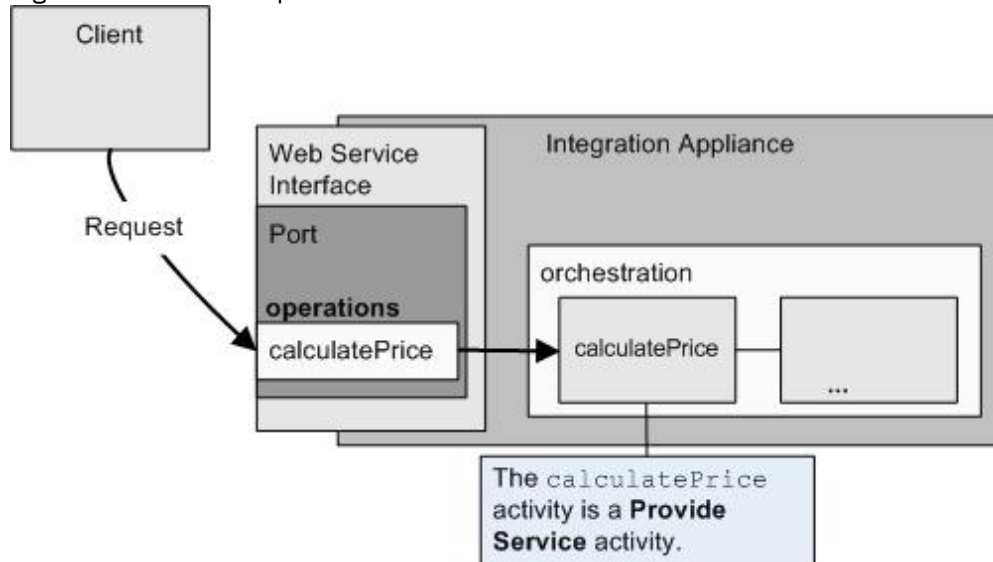 Client
Request
Web Service
Interface
Port
operations
calculatePrice
Integration Appliance
orchestration
calculatePrice
...
The calculatePrice
activity is a Provide
Service activity.